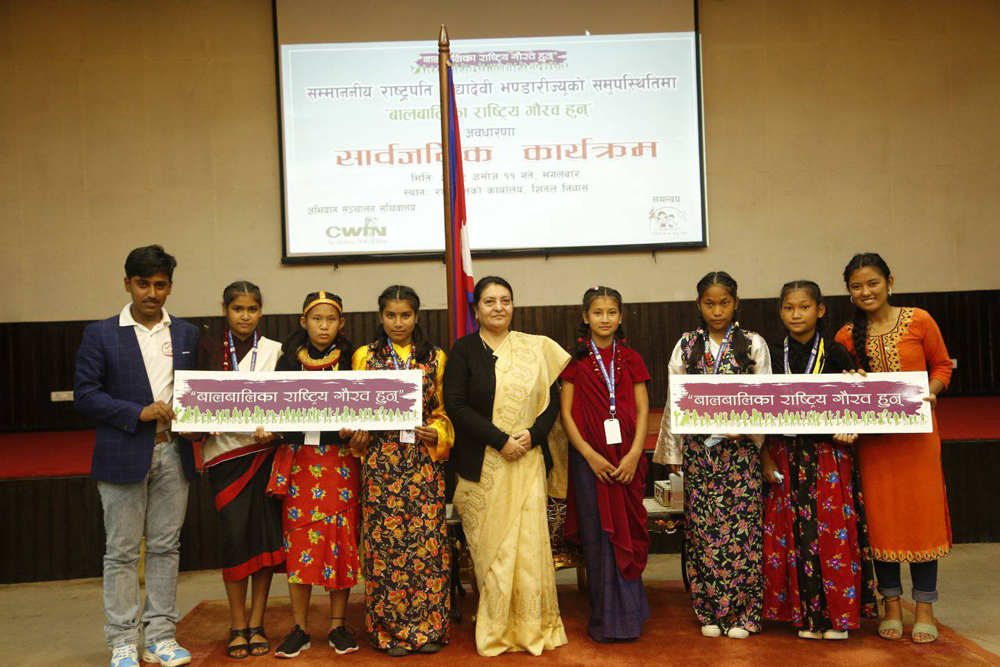 बालबालिका राष्ट्रिय गौरव हुन्
सम्माननीय राष्ट्रपति भण्डारीज्यूको समुपस्थितिमा
राष्ट्रिय गौरव हुन्
अवधारणा
सार्वजनिक कार्यक्रम
मितिः असोज ११ गते, मंगलबार
स्थानः कार्यालय, शितल निवास
अभियान सञ्चालन सचिवालय
समन्वय
CWIN
"बालबालिका राष्ट्रिय गौरव हुन्"
"बालबालिका राष्ट्रिय गौरव हुन्"